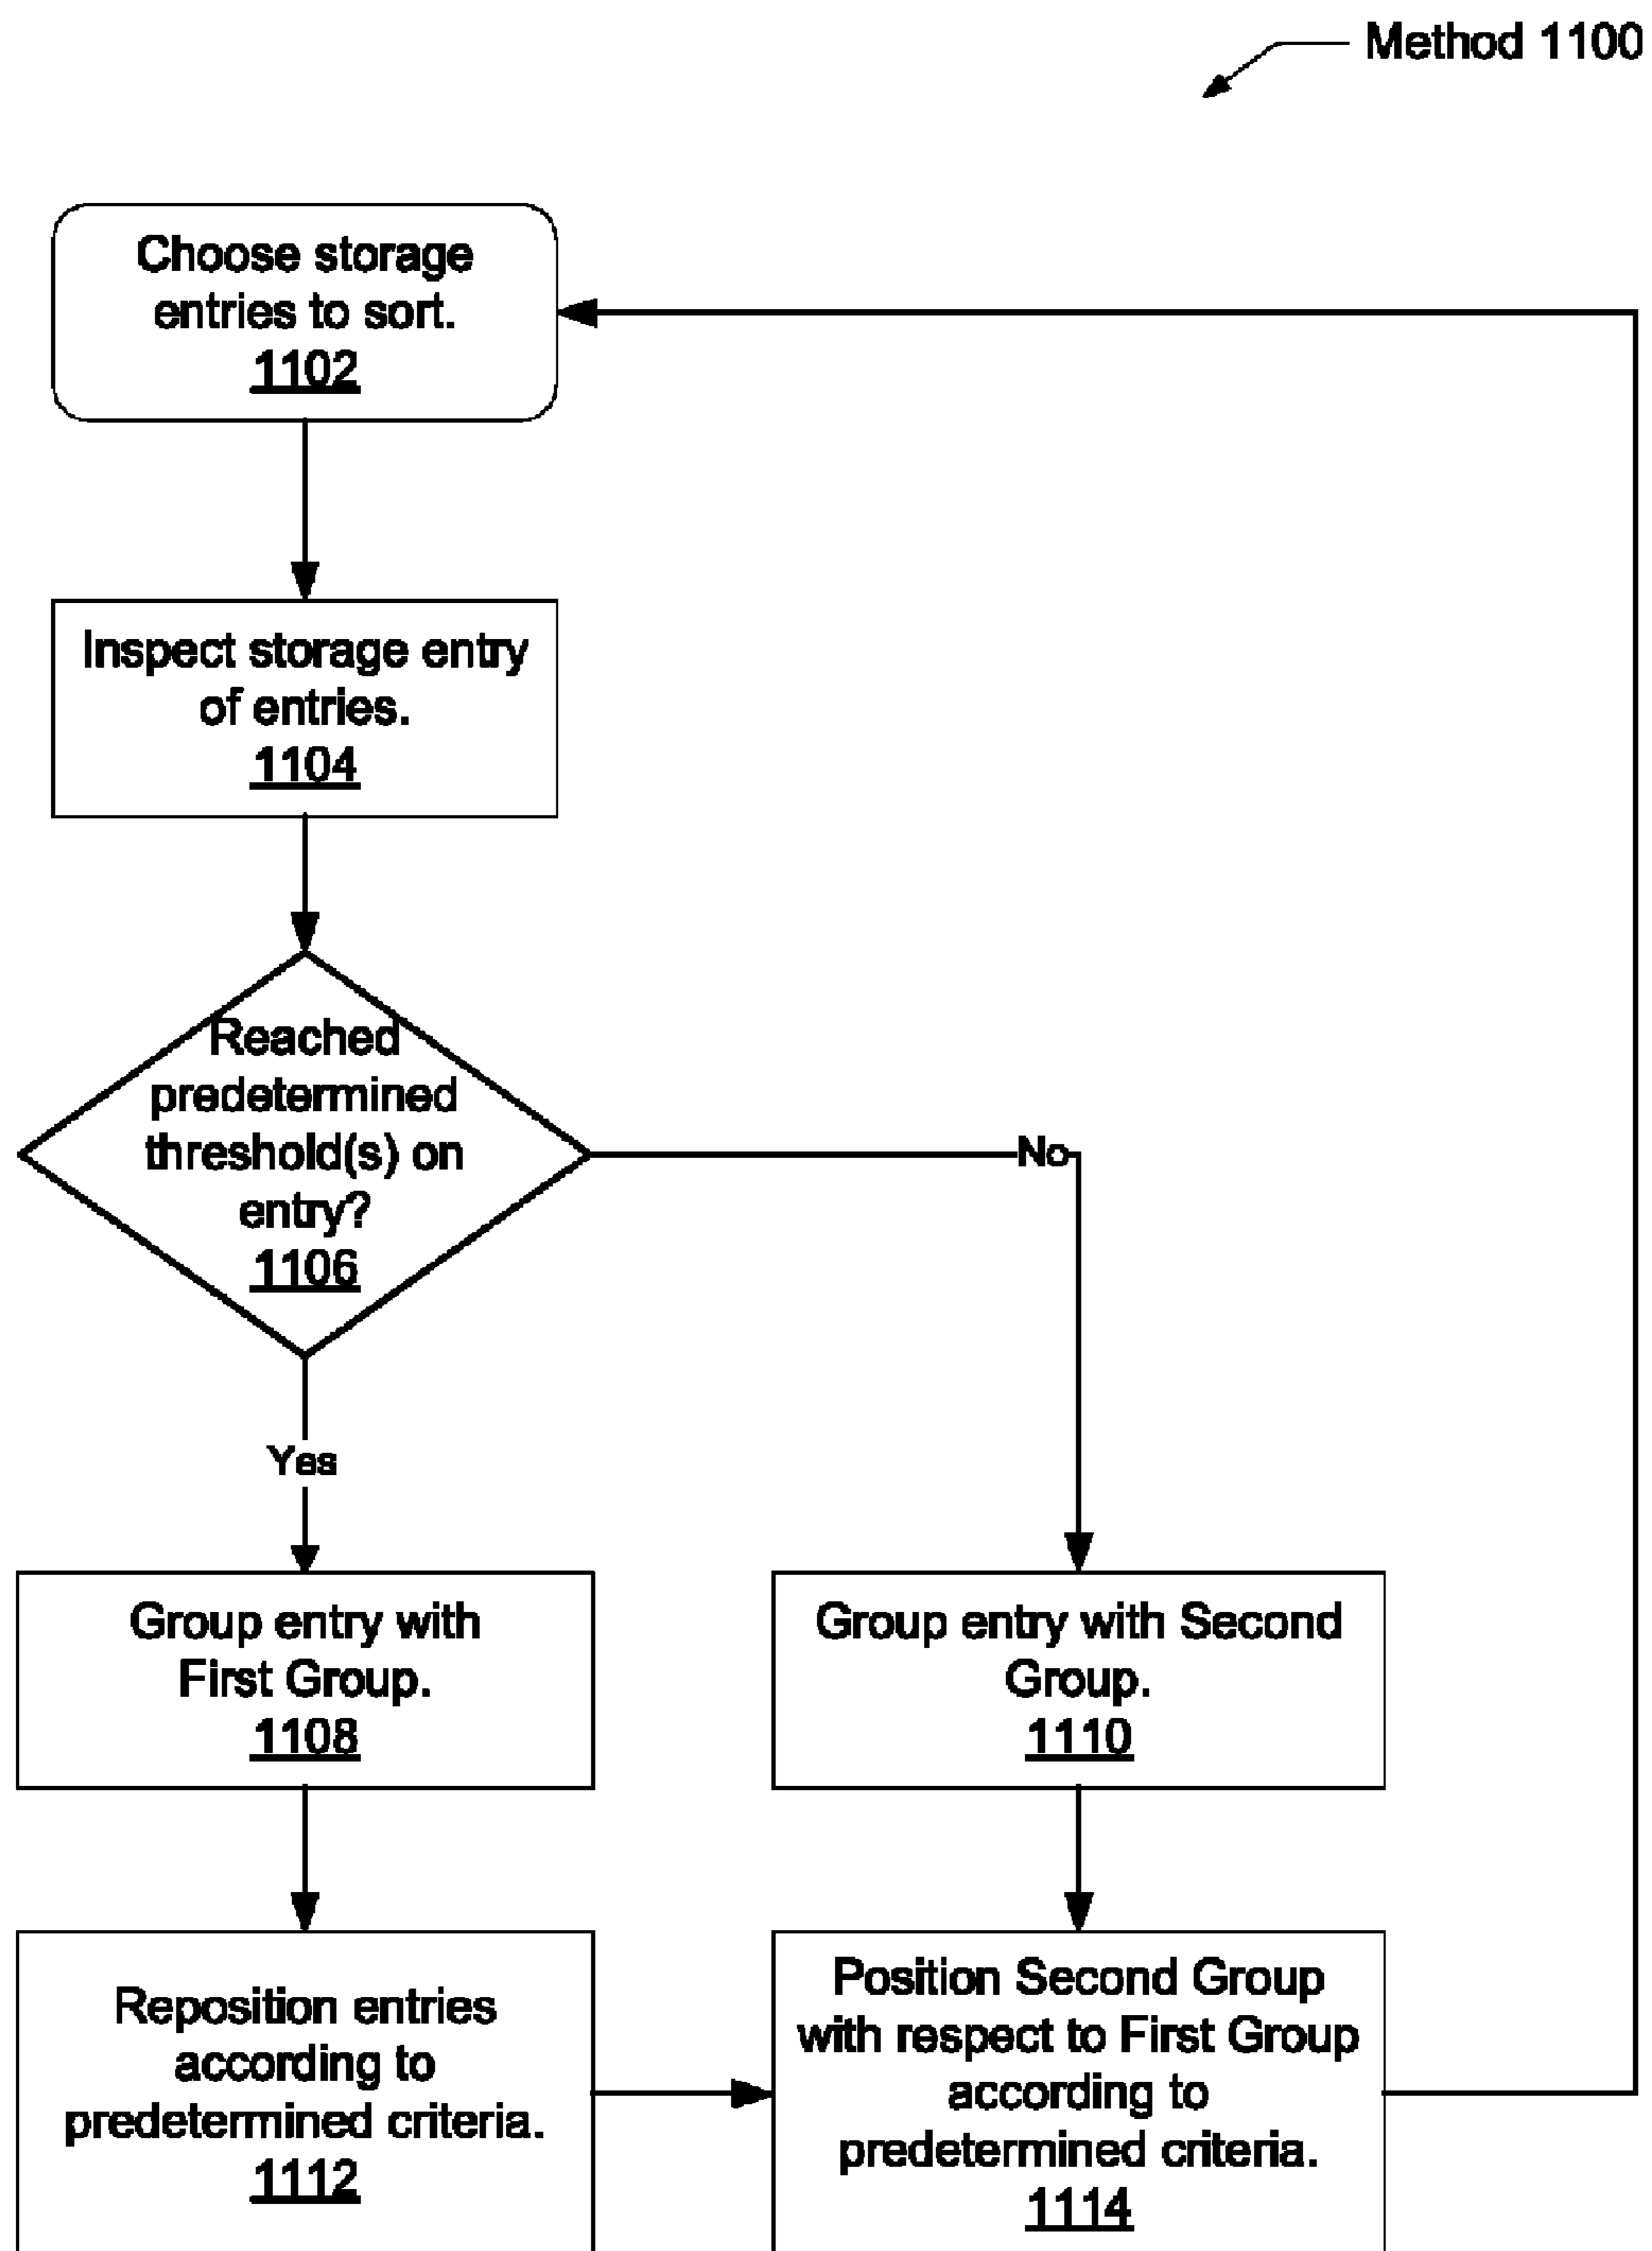 Method 1100
Choose storage
entries to sort.
1102
Inspect storage entry
of entries.
1104
Reached
predetermined
threshold(s) on
entry?
1106
No
Yes
Group entry with
First Group.
1108
Group entry with Second
Group.
1110
Reposition entries
according to
predetermined criteria.
1112
Position Second Group
with respect to First Group
according to
predetermined criteria.
1114